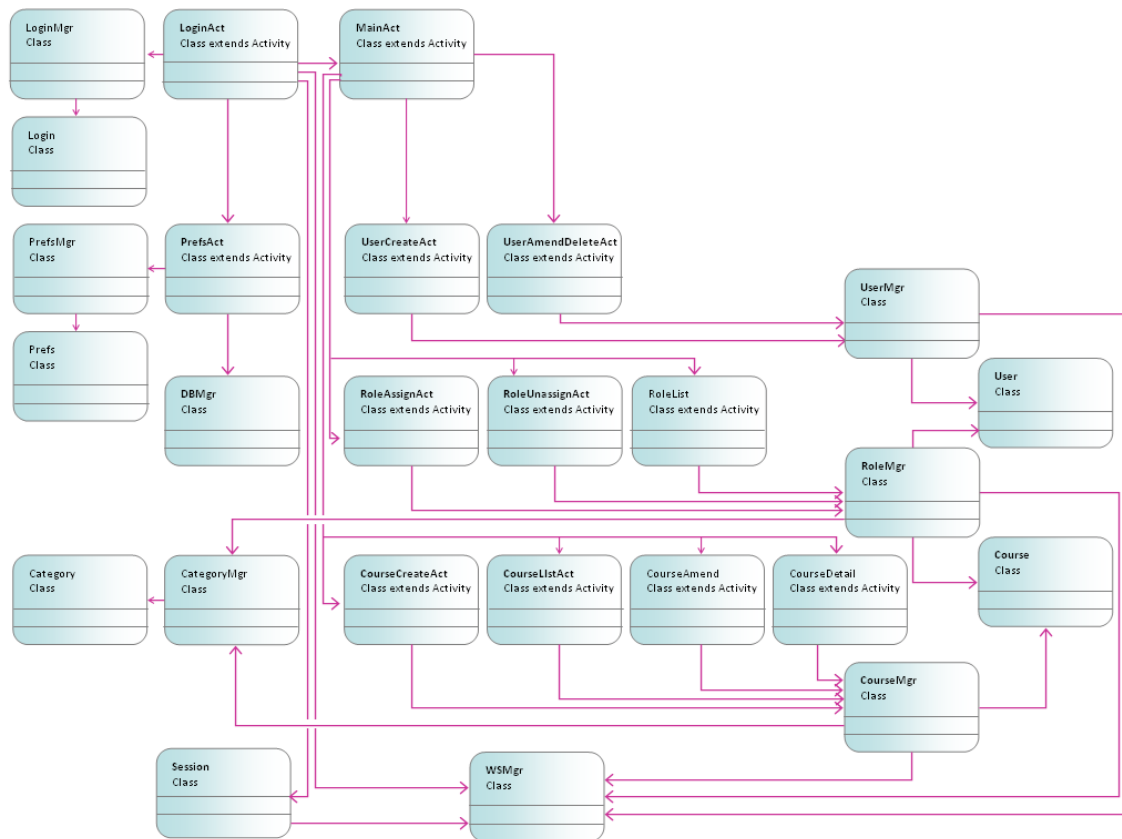 LoginMgr
Class
LoginAct
Class extends Activity
MainAct
Class extends Activity
Login
Class
PrefsMgr
Class
PrefsAct
Class extends Activity
UserCreateAct
Class extends Activity
UserAmendDeleteAct
Class extends Activity
UserMgr
Class
Prefs
Class
DBMgr
Class
RoleAssignAct
Class extends Activity
RoleUnassignAct
Class extends Activity
RoleList
Class extends Activity
User
Class
RoleMgr
Class
Category
Class
CategoryMgr
Class
CourseCreateAct
Class extends Activity
CourseLIstAct
Class extends Activity
CourseAmend
Class extends Activity
CourseDetail
Class extends Activity
Course
Class
CourseMgr
Class
Session
Class
WSMgr
Class